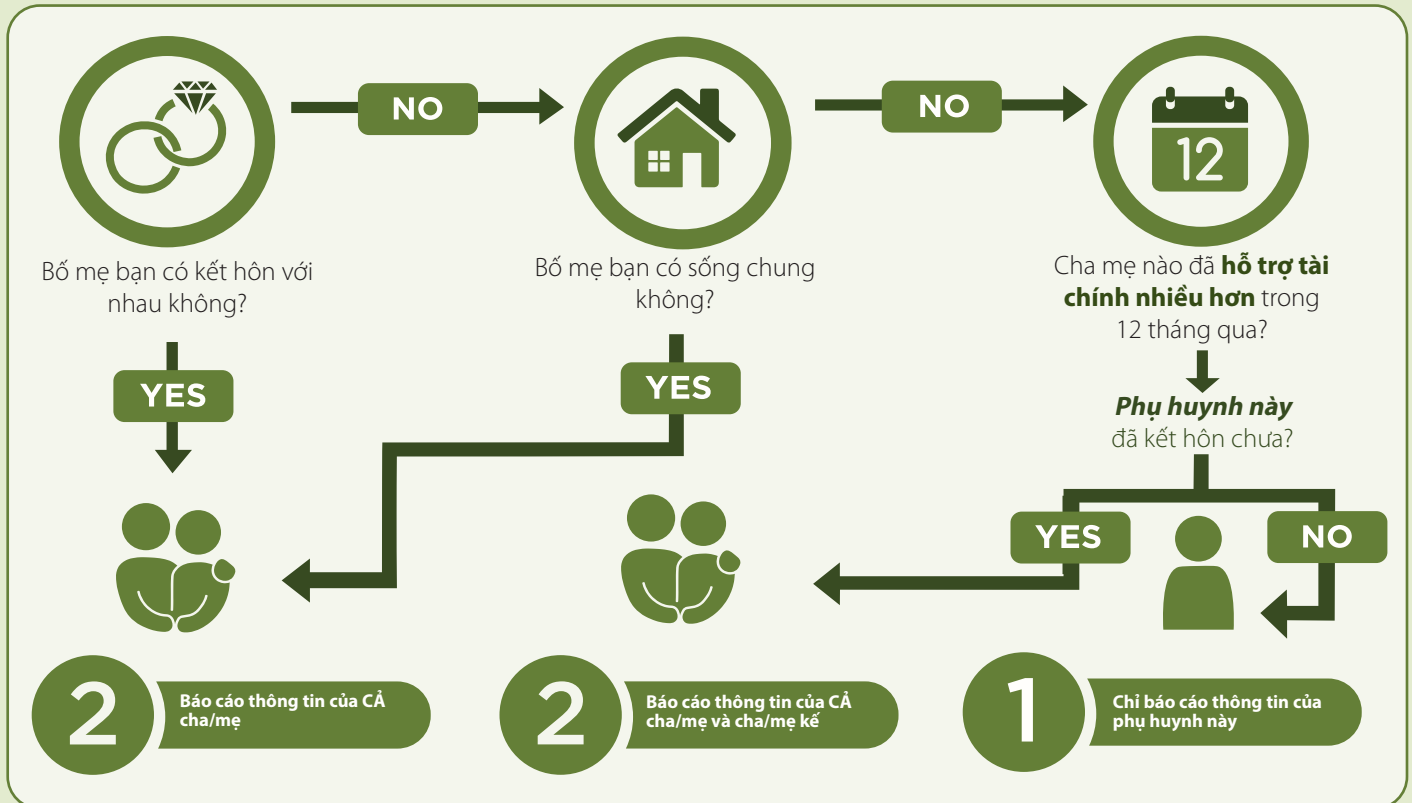 NO
NO
12
Bố mẹ bạn có kết hôn với
nhau không?
Bố mẹ bạn có sống chung
không?
Cha mẹ nào đã hỗ trợ tài
chính nhiều hơn trong
12 tháng qua?
YES
YES
Phụ huynh này
đã kết hôn chưa?
YES
NO
2
Báo cáo thông tin của CẢ
cha/mẹ
2
Báo cáo thông tin của CẢ
cha/mẹ và cha/mẹ kế
1
Chỉ báo cáo thông tin của
phụ huynh này